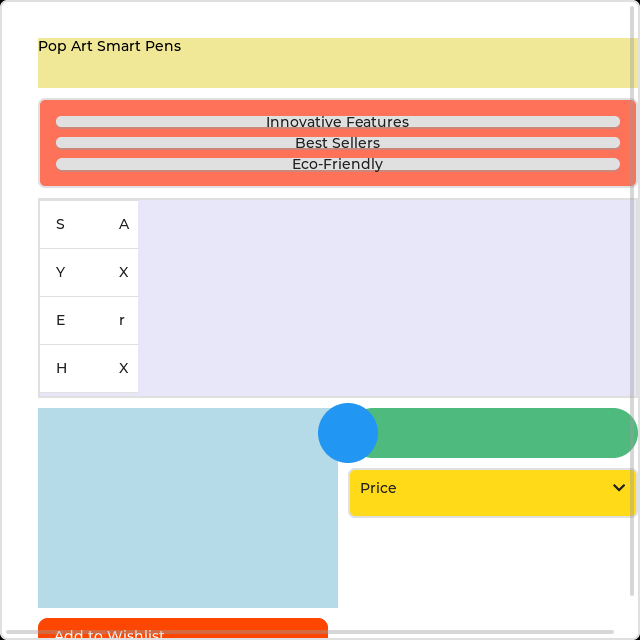 Pop Art Smart Pens
Innovative Features
Best Sellers
Eco-Friendly
S A
Y X
E r
H X
Price
Add to Wishlist